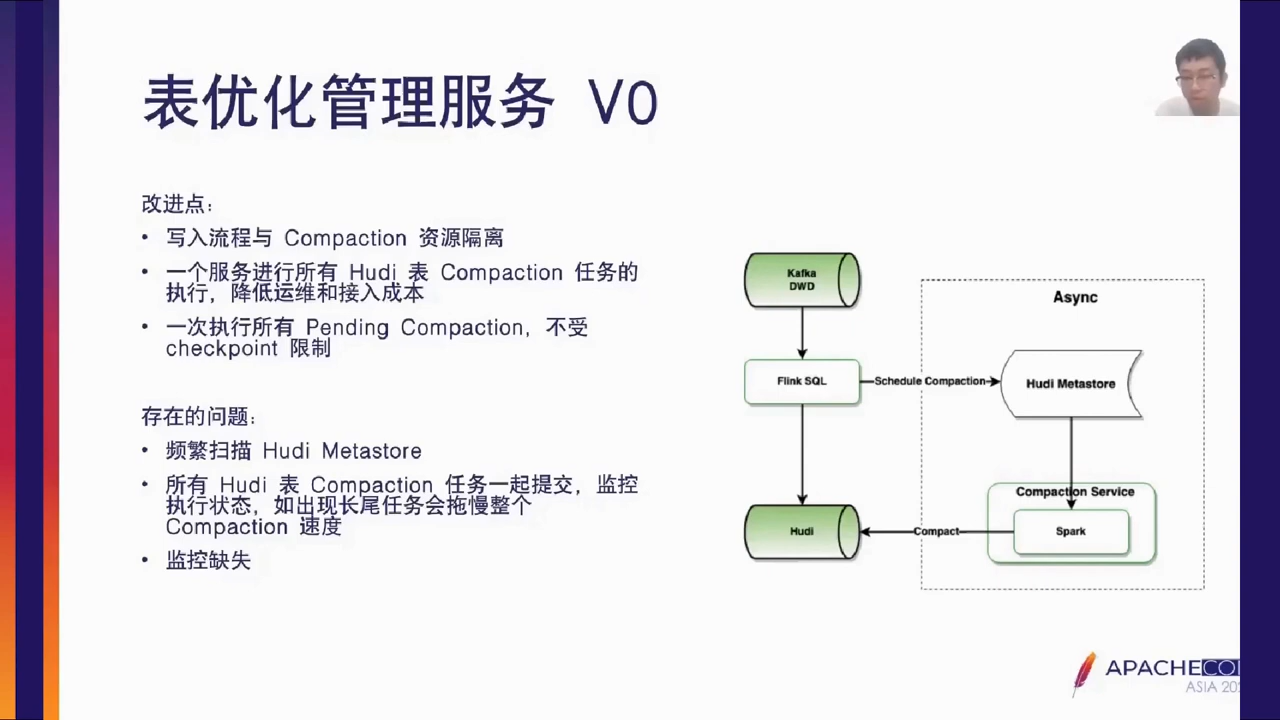 表优化管理服务 V0
改进点：
• 写入流程与 Compaction 资源隔离
• 一个服务进行所有 Hudi 表 Compaction 任务的
执行，降低运维和接入成本
• 一次执行所有 Pending Compaction，不受
checkpoint 限制
存在的问题：
• 频繁扫描 Hudi Metastore
• 所有 Hudi 表 Compaction 任务一起提交，监控
执行状态，如出现长尾任务会拖慢整个
Compaction 速度
• 监控缺失
Kafka
DWD
Async
Flink SQL
Schedule Compaction
Hudi Metastore
Compaction Service
Hudi
Compact
Spark
APACHECO
ASIA 202